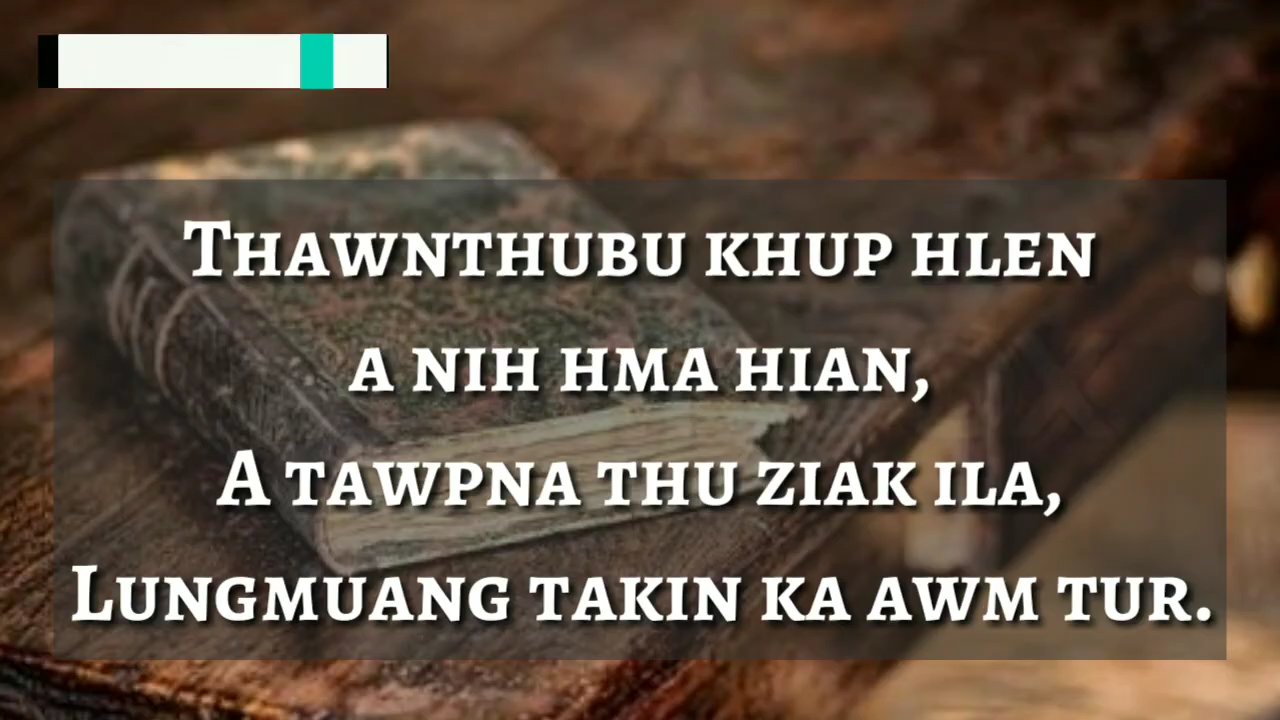 Thawnthubu khup hlen
a nih hma hian,
A tawpna thu ziak ila,
Lungmuang takin ka awm tur.